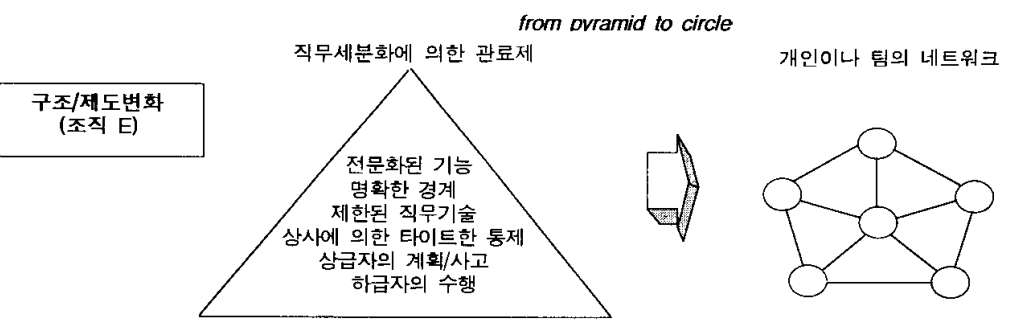 from pyramid to circle
직무세분화에 의한 관료제
개인이나 팀의 네트워크
구조/제도변화
(조직 E)
전문화된 기능
명확한 경계
제한된 직무기술
상사에 의한 타이트한 통제
상급자의 계획/사고
하급자의 수행